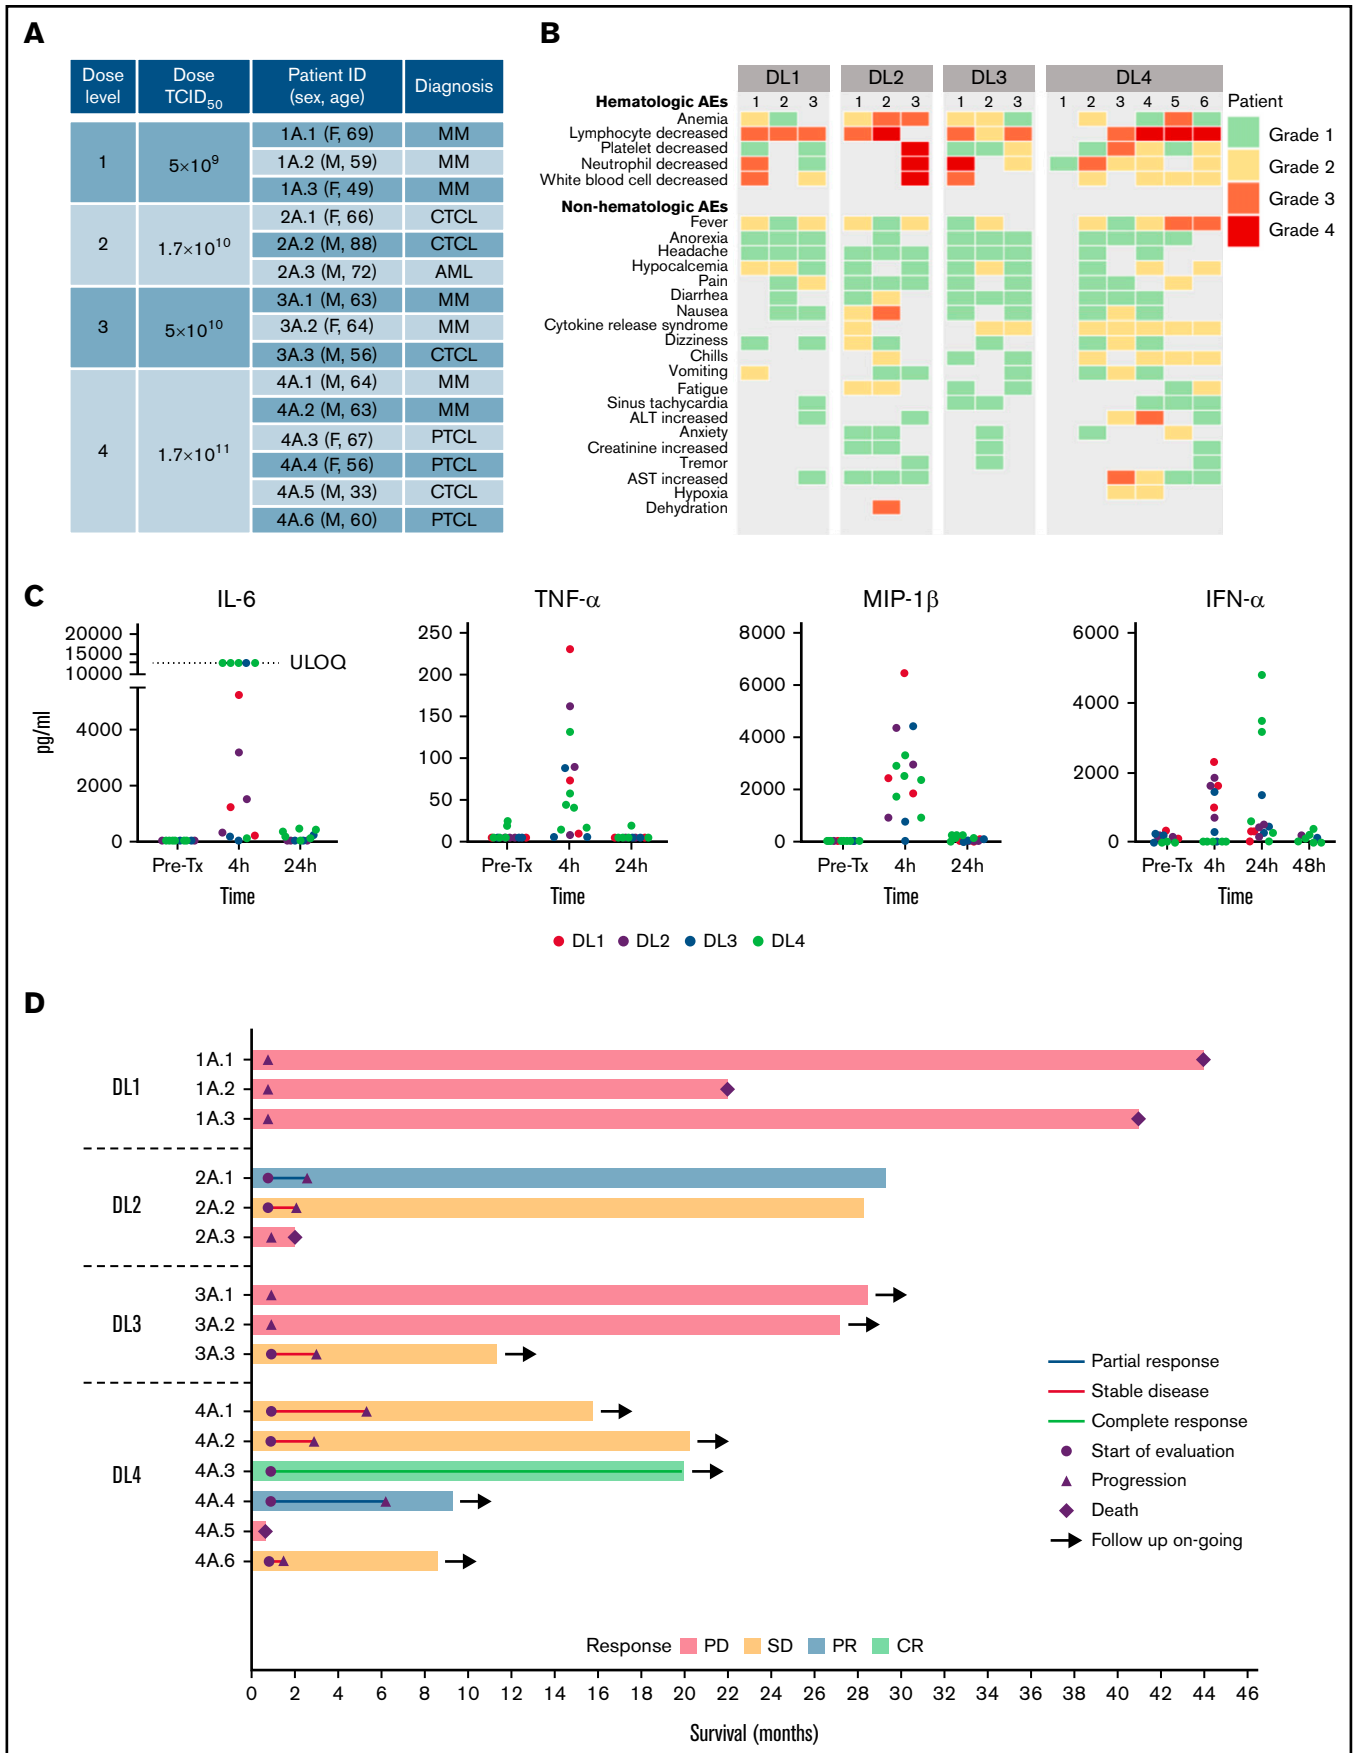 A
Dose level | Dose TCID50 | Patient ID (sex, age) | Diagnosis
1 | 5×10^9 | 1A.1 (F, 69) | MM
1A.2 (M, 59) | MM
1A.3 (F, 49) | MM
2 | 1.7×10^10 | 2A.1 (F, 66) | CTCL
2A.2 (M, 88) | CTCL
2A.3 (M, 72) | AML
3 | 5×10^10 | 3A.1 (M, 63) | MM
3A.2 (F, 64) | MM
3A.3 (M, 56) | CTCL
4 | 1.7×10^11 | 4A.1 (M, 64) | MM
4A.2 (M, 63) | MM
4A.3 (F, 67) | PTCL
4A.4 (F, 56) | PTCL
4A.5 (M, 33) | CTCL
4A.6 (M, 60) | PTCL
B
DL1 DL2 DL3 DL4
Hematologic AEs 1 2 3 1 2 3 1 2 3 1 2 3 4 5 6 Patient
Anemia
Lymphocyte decreased
Platelet decreased
Neutrophil decreased
White blood cell decreased
Non-hematologic AEs
Fever
Anorexia
Headache
Hypocalcemia
Pain
Diarrhea
Nausea
Cytokine release syndrome
Dizziness
Chills
Vomiting
Fatigue
Sinus tachycardia
ALT increased
Anxiety
Creatinine increased
Tremor
AST increased
Hypoxia
Dehydration
Grade 1
Grade 2
Grade 3
Grade 4
C
IL-6
pg/ml
20000
15000
10000
4000
2000
0
ULOQ
Pre-Tx 4h 24h
Time
TNF-α
250
200
150
100
50
0
Pre-Tx 4h 24h
Time
MIP-1β
8000
6000
4000
2000
0
Pre-Tx 4h 24h
Time
IFN-α
6000
4000
2000
0
Pre-Tx 4h 24h 48h
Time
DL1 DL2 DL3 DL4
D
DL1
1A.1
1A.2
1A.3
DL2
2A.1
2A.2
2A.3
DL3
3A.1
3A.2
3A.3
DL4
4A.1
4A.2
4A.3
4A.4
4A.5
4A.6
Partial response
Stable disease
Complete response
Start of evaluation
Progression
Death
Follow up on-going
Response PD SD PR CR
0 2 4 6 8 10 12 14 16 18 20 22 24 26 28 30 32 34 36 38 40 42 44 46
Survival (months)